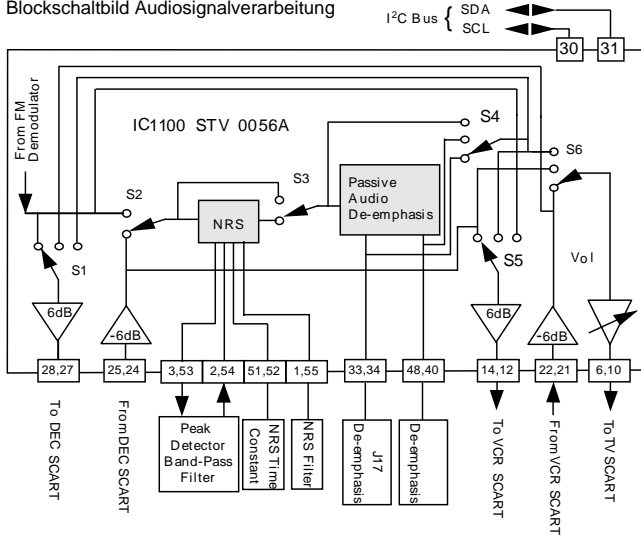 Blockschaltbild Audiosignalverarbeitung
I²C Bus { SDA
SCL
30
31
From FM
Demodulator
IC1100 STV 0056A
S4
S6
S3
S2
Passive
Audio
De-emphasis
NRS
S1
S5
Vol
6dB
-6dB
6dB
-6dB
28,27
25,24
3,53
2,54
51,52
1,55
33,34
48,40
14,12
22,21
6,10
To DEC SCART
From DEC SCART
Peak
Detector
Band-Pass
Filter
NRS Time
Constant
NRS Filter
J17
De-emphasis
De-emphasis
To VCR SCART
From VCR SCART
To TV SCART